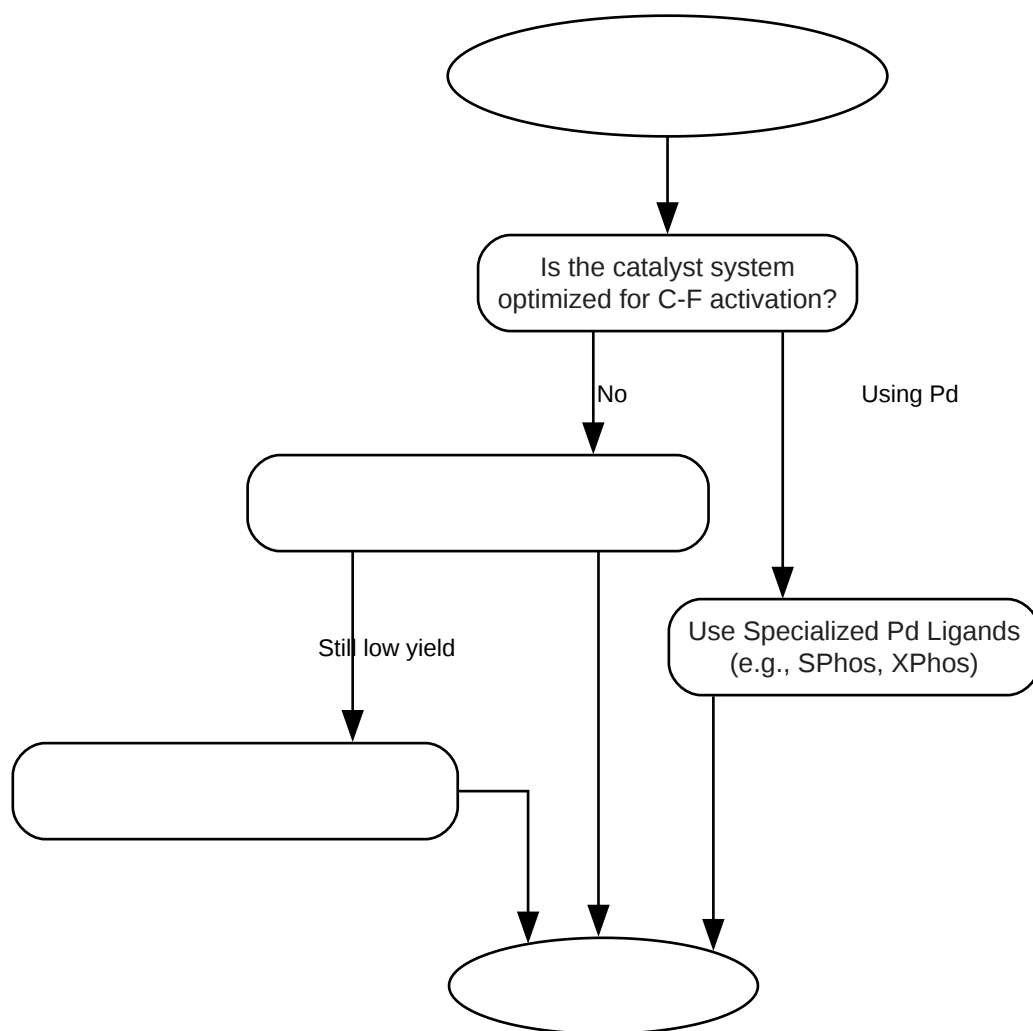 Is the catalyst system
optimized for C-F activation?
No
Using Pd
Use Specialized Pd Ligands
(e.g., SPhos, XPhos)
Still low yield